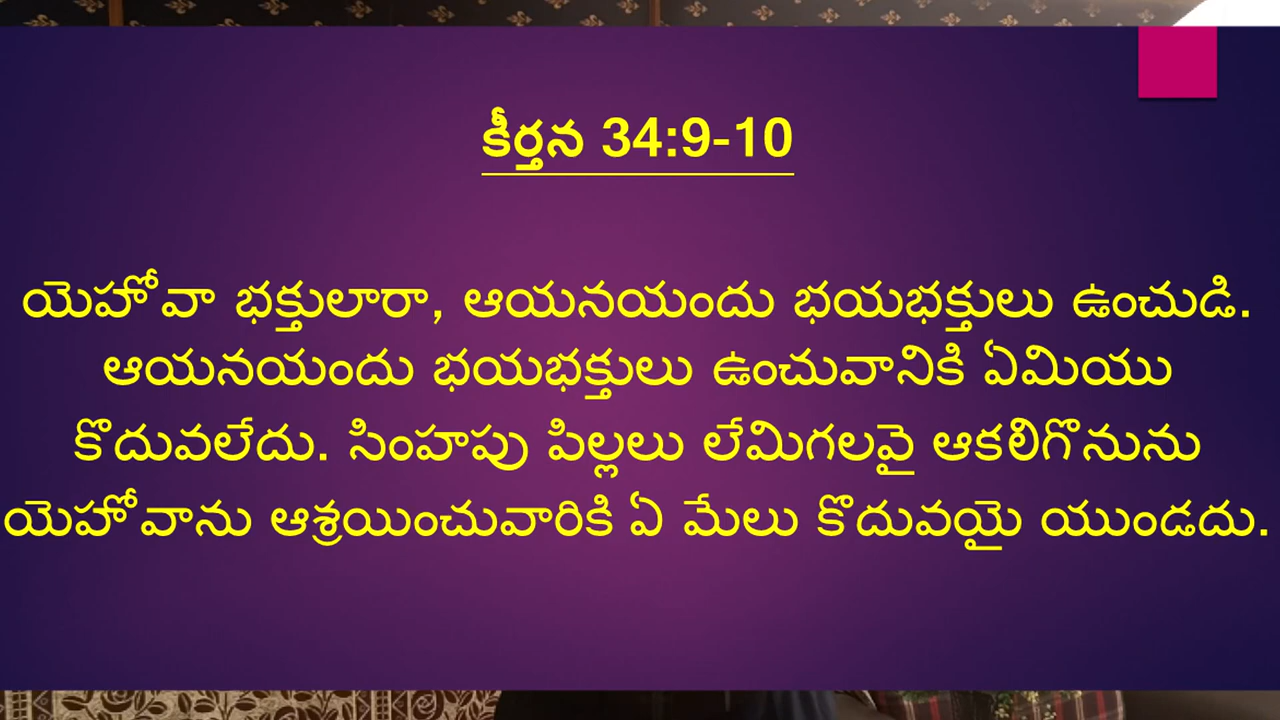 కీర్తన 34:9-10
యెహోవా భక్తులారా, ఆయనయందు భయభక్తులు ఉంచుడి.
ఆయనయందు భయభక్తులు ఉంచువానికి ఏమియు
కొదువలేదు. సింహపు పిల్లలు లేమిగలవై ఆకలిగొనును
యెహోవాను ఆశ్రయించువారికి ఏ మేలు కొదువయై యుండదు.